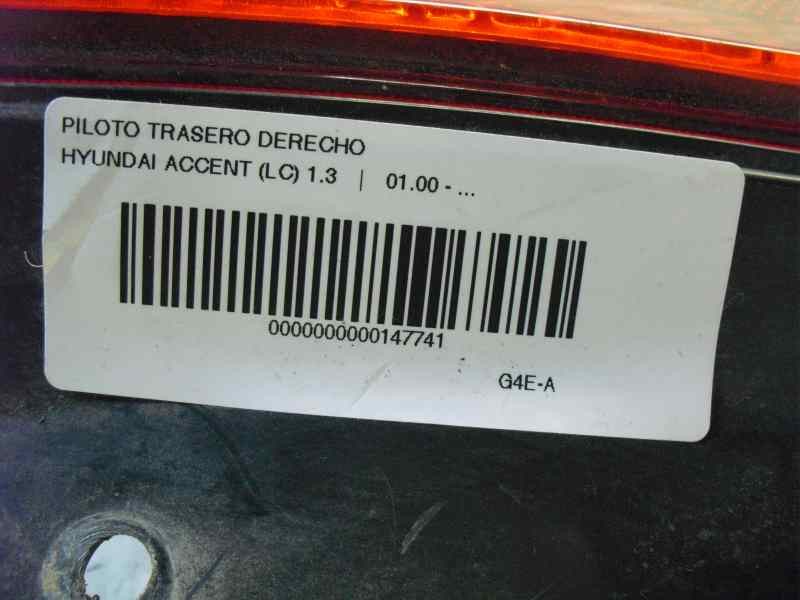 PILOTO TRASERO DERECHO
HYUNDAI ACCENT (LC) 1.3 | 01.00 - ...
0000000000147741
G4E-A